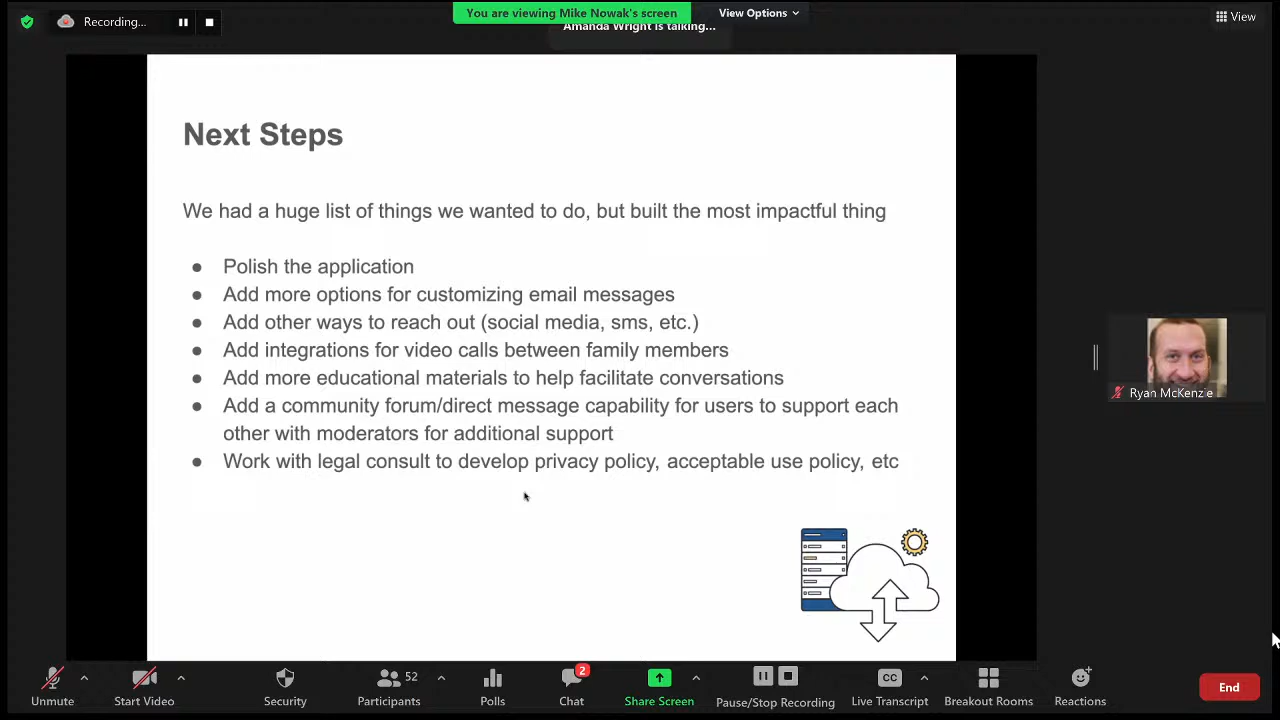 Recording...
You are viewing Mike Nowak's screen
View Options
View
Amanda Wright is talking...
Next Steps
We had a huge list of things we wanted to do, but built the most impactful thing
● Polish the application
● Add more options for customizing email messages
● Add other ways to reach out (social media, sms, etc.)
● Add integrations for video calls between family members
● Add more educational materials to help facilitate conversations
● Add a community forum/direct message capability for users to support each
other with moderators for additional support
● Work with legal consult to develop privacy policy, acceptable use policy, etc
Ryan McKenzie
Unmute
Start Video
Security
52
Participants
Polls
2
Chat
Share Screen
Pause/Stop Recording
CC
Live Transcript
Breakout Rooms
Reactions
End